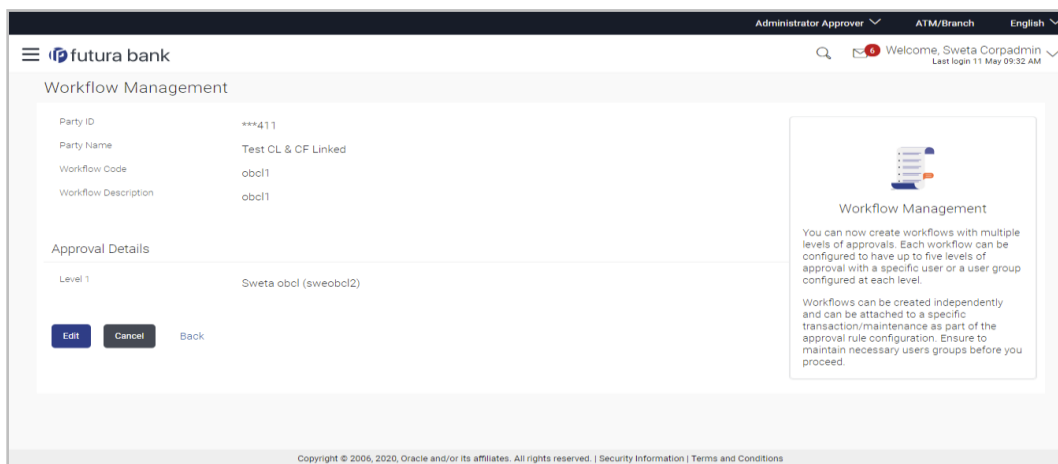 Administrator Approver ATM/Branch English
futura bank 6 Welcome, Sweta Corpadmin
Last login 11 May 09:32 AM
Workflow Management
Party ID ***411
Party Name Test CL & CF Linked
Workflow Code obcl1
Workflow Description obcl1
Approval Details
Level 1 Sweta obcl (sweobcl2)
Edit Cancel Back
Workflow Management
You can now create workflows with multiple
levels of approvals. Each workflow can be
configured to have up to five levels of
approval with a specific user or a user group
configured at each level.
Workflows can be created independently
and can be attached to a specific
transaction/maintenance as part of the
approval rule configuration. Ensure to
maintain necessary users groups before you
proceed.
Copyright © 2006, 2020, Oracle and/or its affiliates. All rights reserved. | Security Information | Terms and Conditions